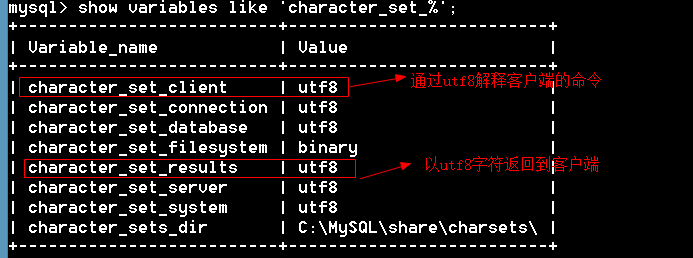 mysql> show variables like 'character_set_%';
+--------------------------+-------------------------+
| Variable_name | Value |
+--------------------------+-------------------------+
| character_set_client | utf8 | 通过utf8解释客户端的命令
| character_set_connection | utf8 |
| character_set_database | utf8 |
| character_set_filesystem | binary |
| character_set_results | utf8 | 以utf8字符返回到客户端
| character_set_server | utf8 |
| character_set_system | utf8 |
| character_sets_dir | C:\MySQL\share\charsets\ |
+--------------------------+-------------------------+